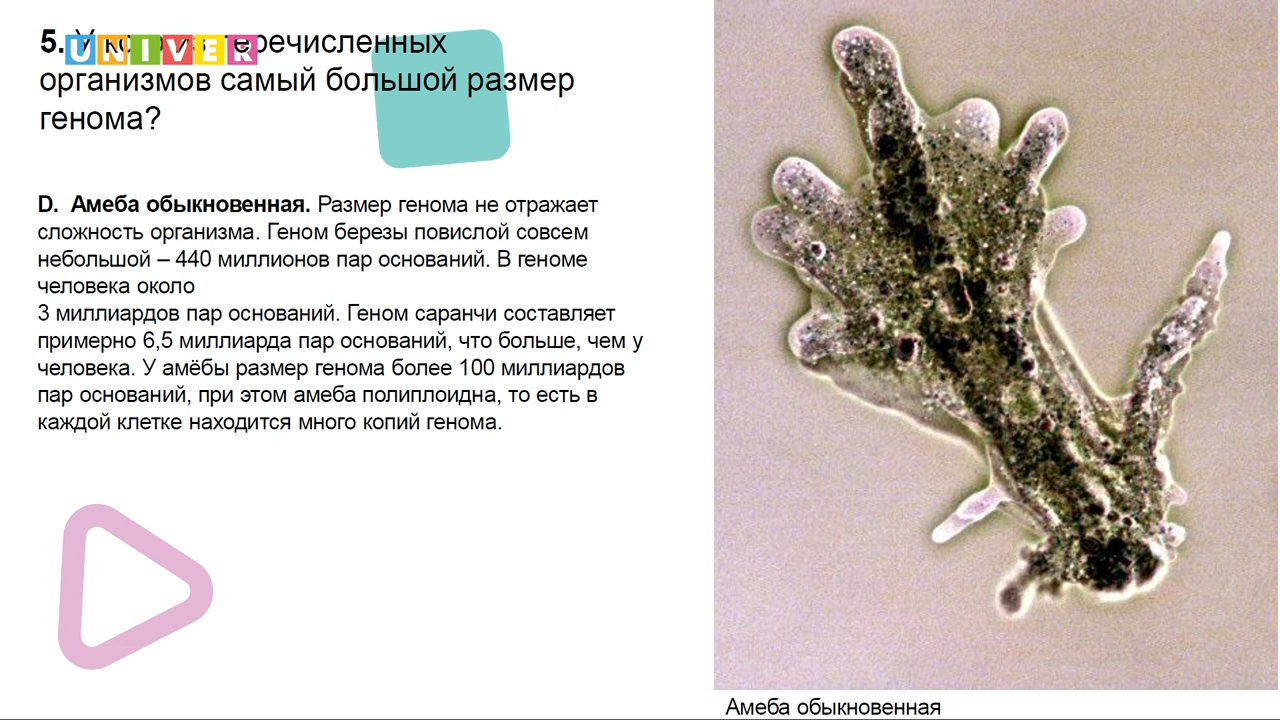 5. У кого из перечисленных
UNIVER
организмов самый большой размер
генома?
D. Амеба обыкновенная. Размер генома не отражает
сложность организма. Геном березы повислой совсем
небольшой – 440 миллионов пар оснований. В геноме
человека около
3 миллиардов пар оснований. Геном саранчи составляет
примерно 6,5 миллиарда пар оснований, что больше, чем у
человека. У амёбы размер генома более 100 миллиардов
пар оснований, при этом амеба полиплоидна, то есть в
каждой клетке находится много копий генома.
Амеба обыкновенная